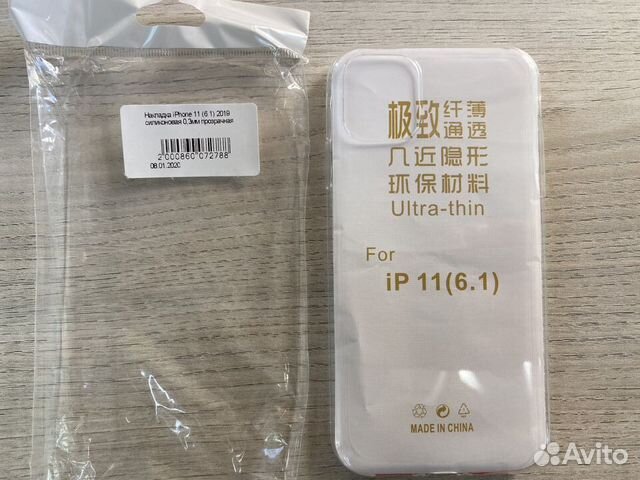 Накладка iPhone 11 (6.1) 2019
силиконовая 0,3мм прозрачная
2 000860 072788
08.01.2020
极致 纤薄
通透
几近隐形
环保材料
Ultra-thin
For
iP 11(6.1)
MADE IN CHINA
Avito